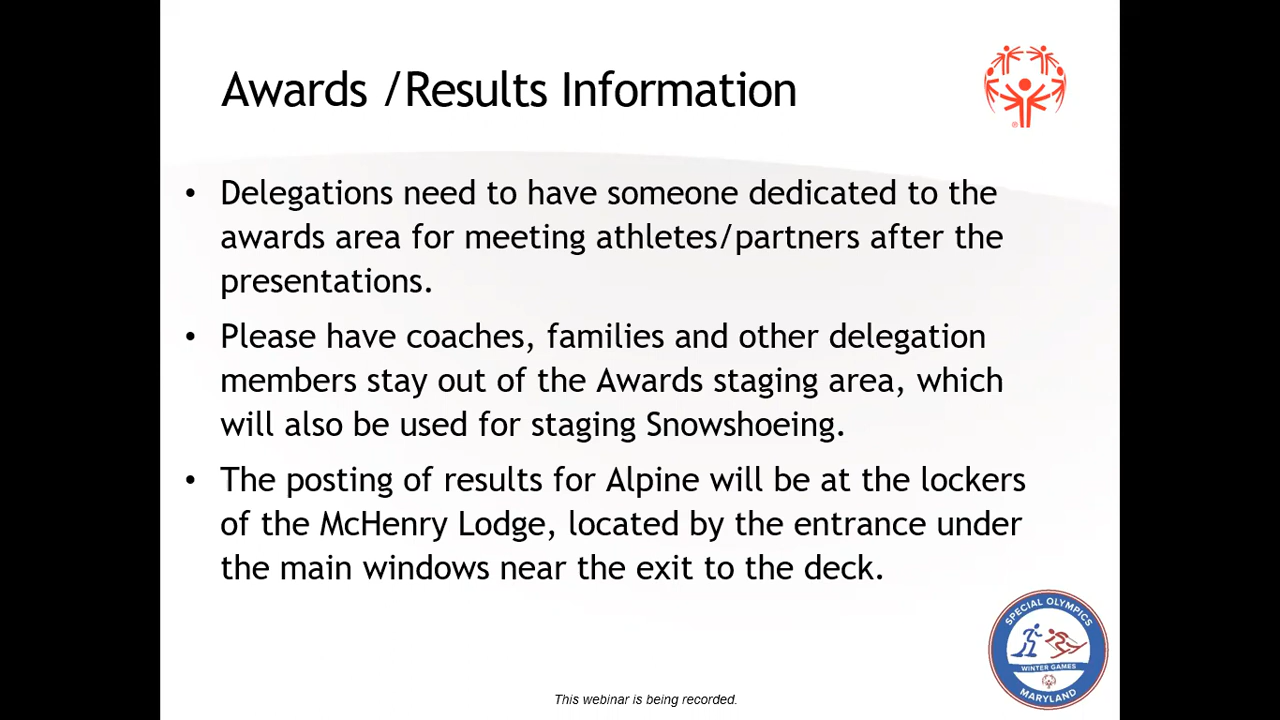 Awards /Results Information
®
• Delegations need to have someone dedicated to the
awards area for meeting athletes/partners after the
presentations.
• Please have coaches, families and other delegation
members stay out of the Awards staging area, which
will also be used for staging Snowshoeing.
• The posting of results for Alpine will be at the lockers
of the McHenry Lodge, located by the entrance under
the main windows near the exit to the deck.
SPECIAL OLYMPICS
WINTER GAMES
MARYLAND
This webinar is being recorded.